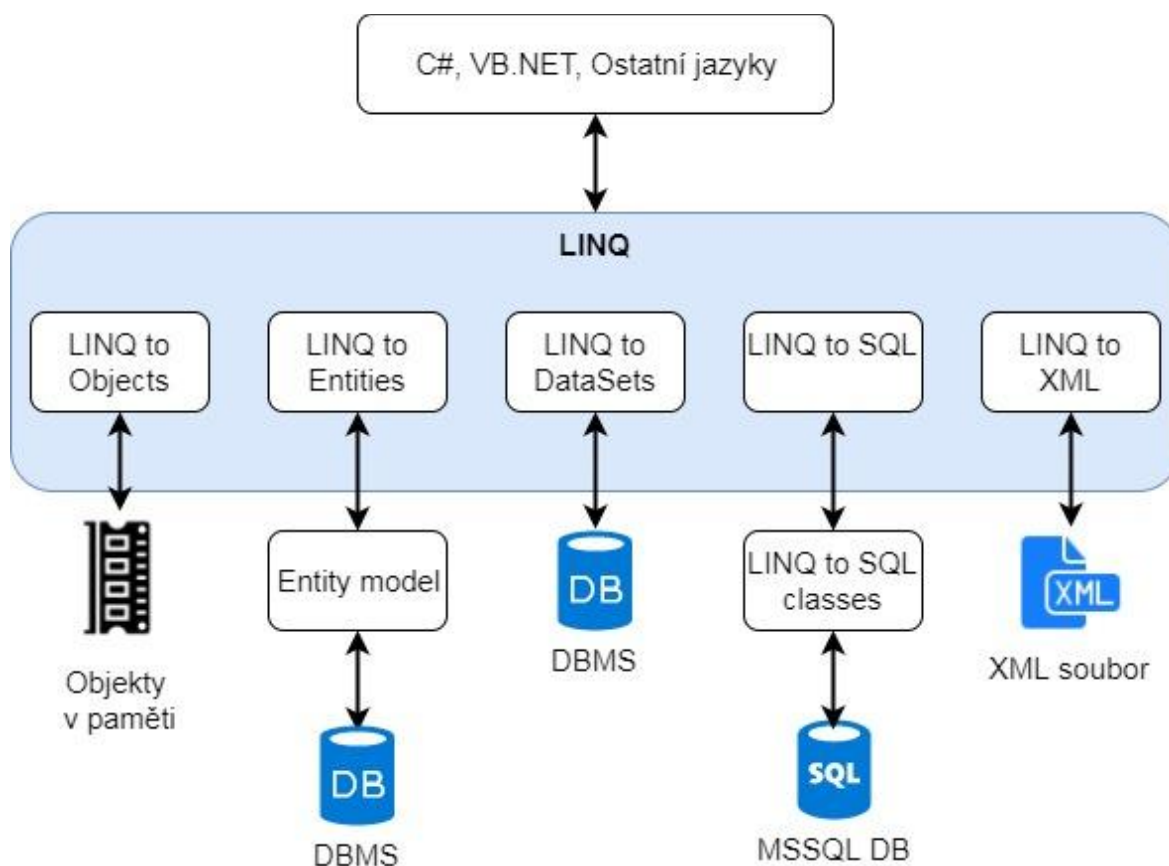 C#, VB.NET, Ostatní jazyky
LINQ
LINQ to
Objects
LINQ to
Entities
LINQ to
DataSets
LINQ to SQL
LINQ to
XML
Entity model
DB
DBMS
LINQ to SQL
classes
XML
XML soubor
Objekty
v paměti
DB
DBMS
SQL
MSSQL DB